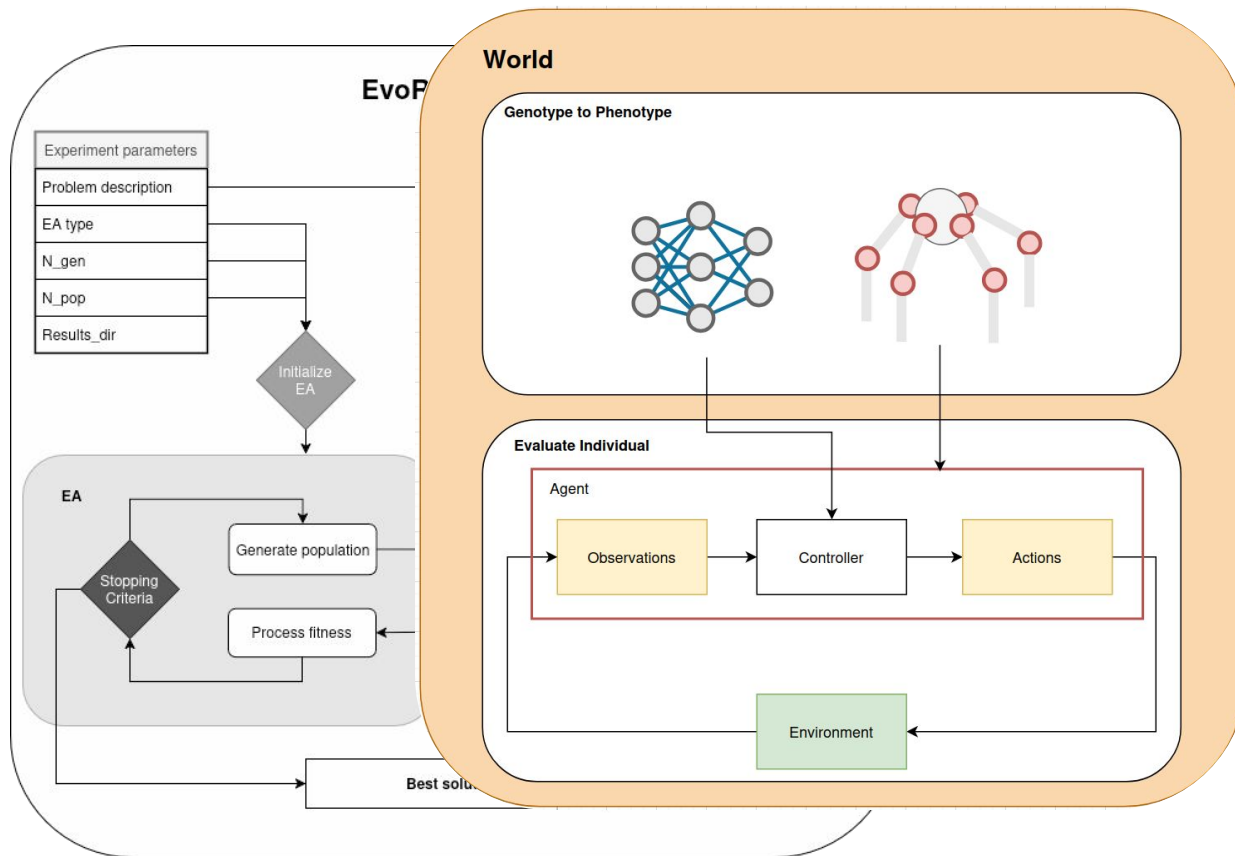 World
EvoR
Genotype to Phenotype
Experiment parameters
Problem description
EA type
N_gen
N_pop
Results_dir
Initialize
EA
Evaluate Individual
Agent
Observations
Controller
Actions
EA
Generate population
Stopping
Criteria
Process fitness
Environment
Best solu